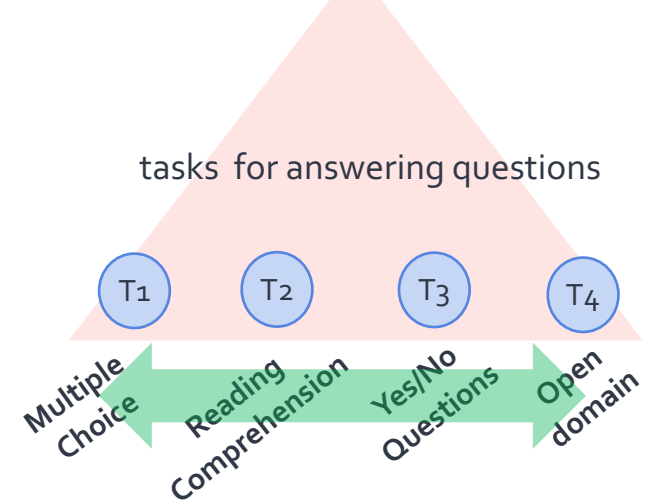 tasks for answering questions
T1
T2
T3
T4
Multiple
Choice
Reading
Comprehension
Yes/No
Questions
Open
domain